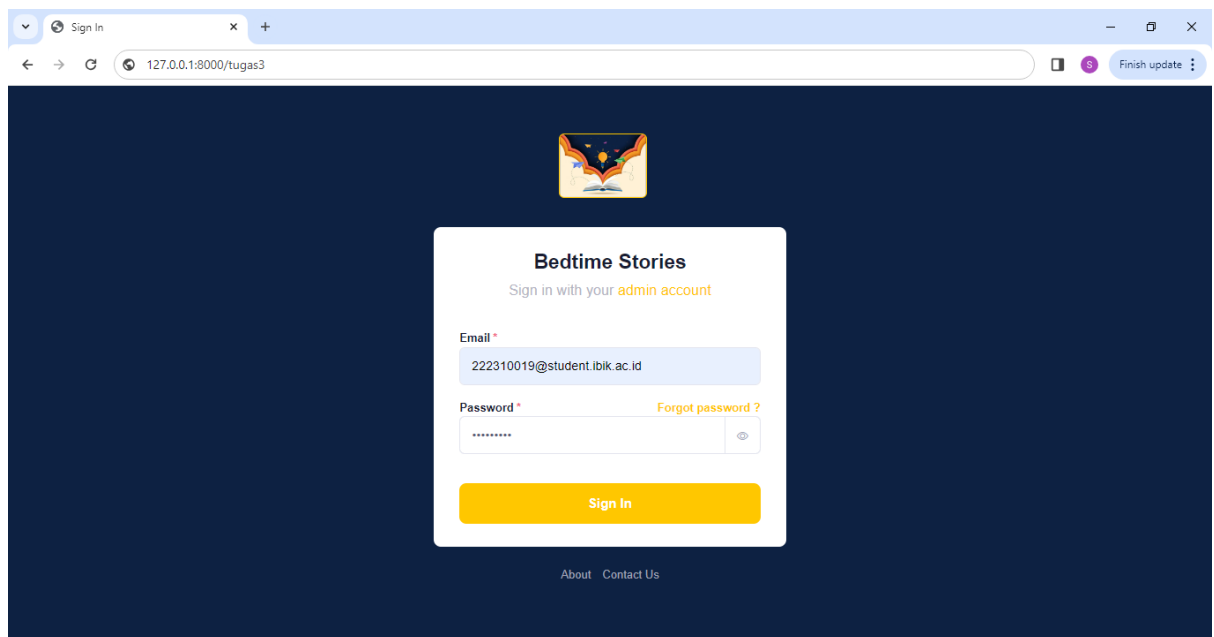 Sign In
127.0.0.1:8000/tugas3
S
Finish update
Bedtime Stories
Sign in with your admin account
Email *
222310019@student.ibik.ac.id
Password * Forgot password ?
•••••••••
Sign In
About Contact Us